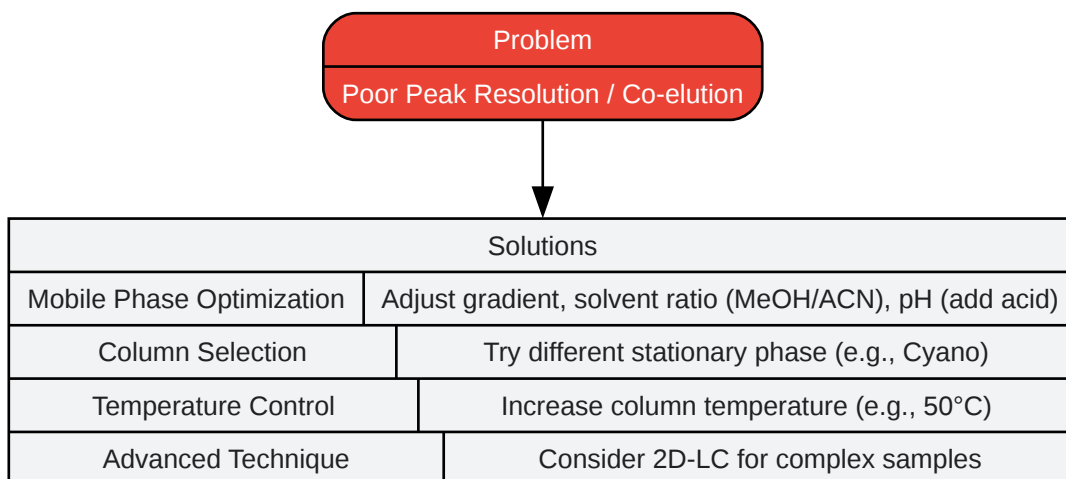 Problem
Poor Peak Resolution / Co-elution
Solutions
Mobile Phase Optimization Adjust gradient, solvent ratio (MeOH/ACN), pH (add acid)
Column Selection Try different stationary phase (e.g., Cyano)
Temperature Control Increase column temperature (e.g., 50°C)
Advanced Technique Consider 2D-LC for complex samples